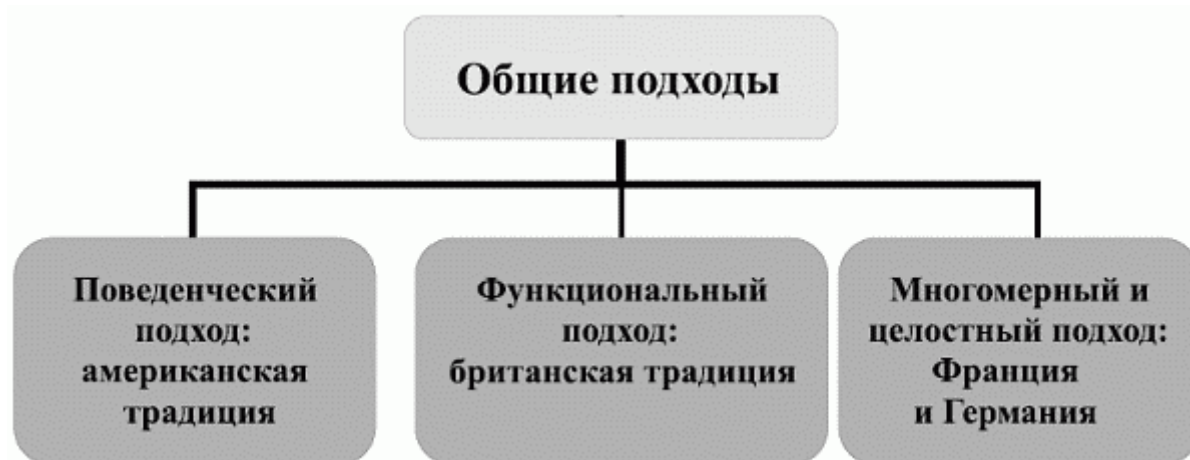 Общие подходы
Поведенческий
подход:
американская
традиция
Функциональный
подход:
британская традиция
Многомерный и
целостный подход:
Франция
и Германия